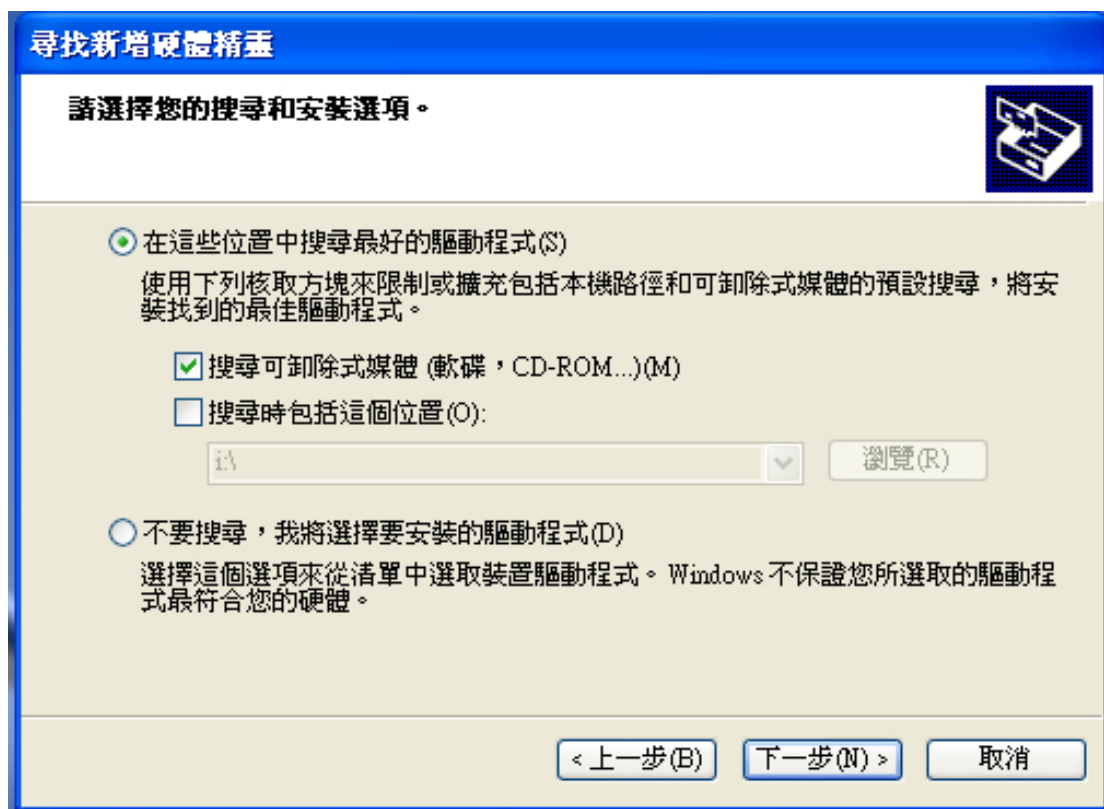 尋找新增硬體精靈
請選擇您的搜尋和安裝選項。
在這些位置中搜尋最好的驅動程式(S)
使用下列核取方塊來限制或擴充包括本機路徑和可卸除式媒體的預設搜尋，將安
裝找到的最佳驅動程式。
搜尋可卸除式媒體 (軟碟，CD-ROM...)(M)
搜尋時包括這個位置(O):
i:\
瀏覽(R)
不要搜尋，我將選擇要安裝的驅動程式(D)
選擇這個選項來從清單中選取裝置驅動程式。Windows 不保證您所選取的驅動程
式最符合您的硬體。
< 上一步(B)
下一步(N) >
取消